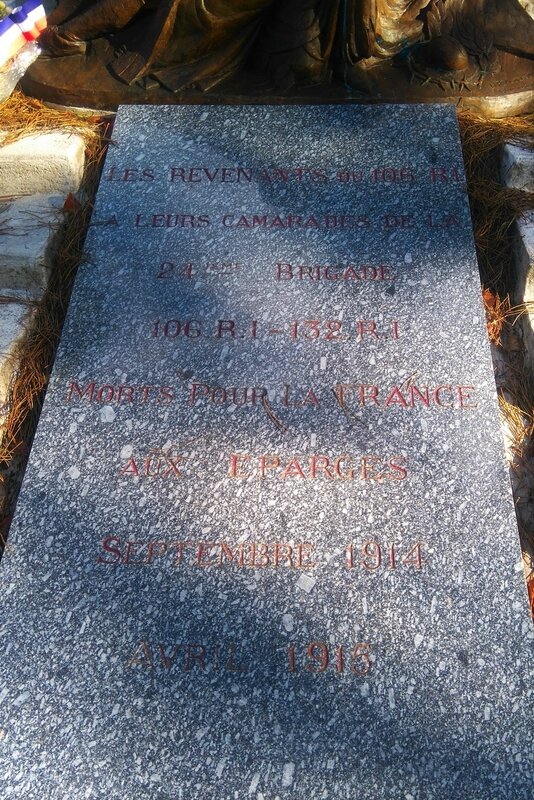 LES REVENANTS DU 106 R.I
A LEURS CAMARADES DE LA
24ème BRIGADE
106 R.I - 132 R.I
MORTS POUR LA FRANCE
AUX EPARGES
SEPTEMBRE 1914
AVRIL 1915